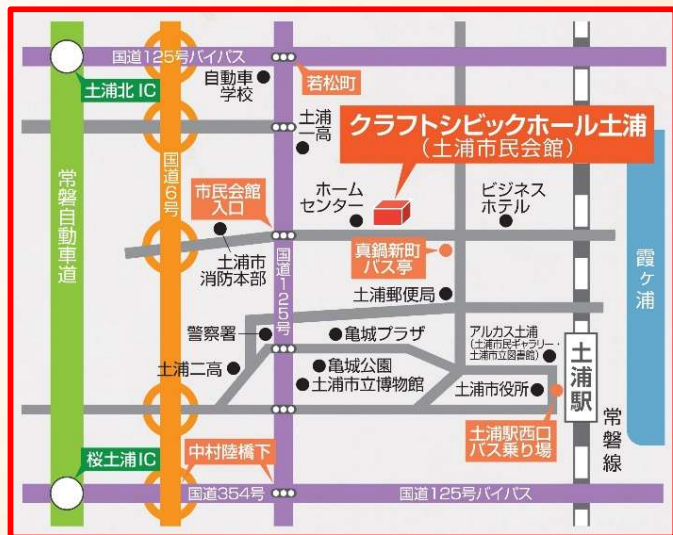 国道125号バイパス
土浦北IC
自動車
学校
若松町
土浦
一高
クラフトシビックホール土浦
(土浦市民会館)
国道6号
常磐自動車道
市民会館
入口
ホーム
センター
ビジネス
ホテル
土浦市
消防本部
国道125号
真鍋新町
バス亭
霞ヶ浦
土浦郵便局
警察署
亀城プラザ
アルカス土浦
(土浦市民ギャラリー・
土浦市立図書館)
土浦駅
土浦二高
亀城公園
土浦市立博物館
土浦市役所
土浦駅西口
バス乗り場
常磐線
桜土浦IC
中村陸橋下
国道354号
国道125号バイパス